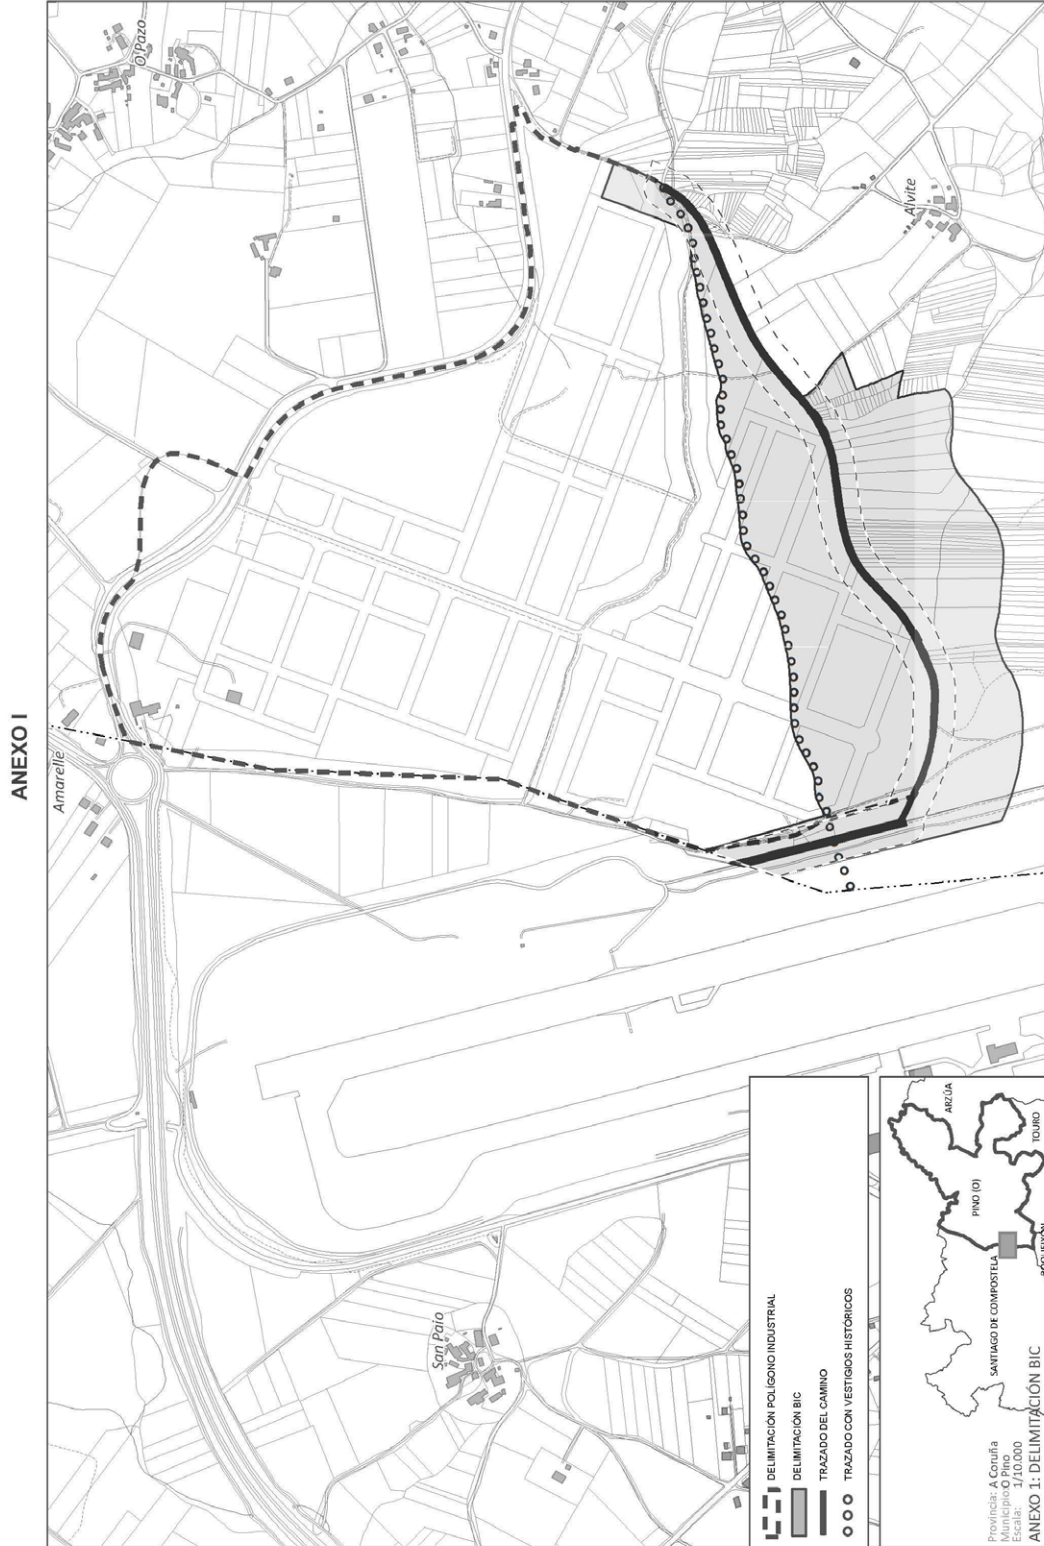 ANEXO I
O Pazo
Amarelle
Alvite
San Paio
DELIMITACIÓN POLÍGONO INDUSTRIAL
DELIMITACIÓN BIC
TRAZADO DEL CAMINO
TRAZADO CON VESTIGIOS HISTÓRICOS
ARZÚA
PINO (O)
TOURO
SANTIAGO DE COMPOSTELA
Provincia: A Coruña
Municipio: O Pino
Escala: 1/10.000
ANEXO 1: DELIMITACIÓN BIC